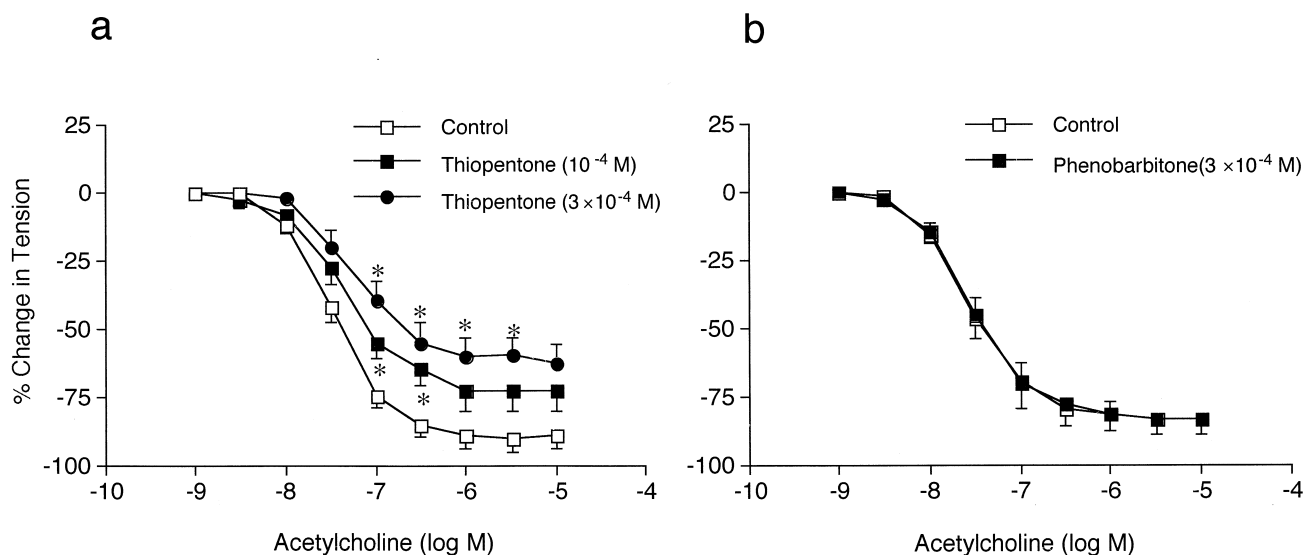 a
25
0
-25
-50
-75
-100
% Change in Tension
Control
Thiopentone (10⁻⁴ M)
Thiopentone (3 ×10⁻⁴ M)
*
*
*
*
*
*
-10 -9 -8 -7 -6 -5 -4
Acetylcholine (log M)
b
25
0
-25
-50
-75
-100
Control
Phenobarbitone(3 ×10⁻⁴ M)
-10 -9 -8 -7 -6 -5 -4
Acetylcholine (log M)